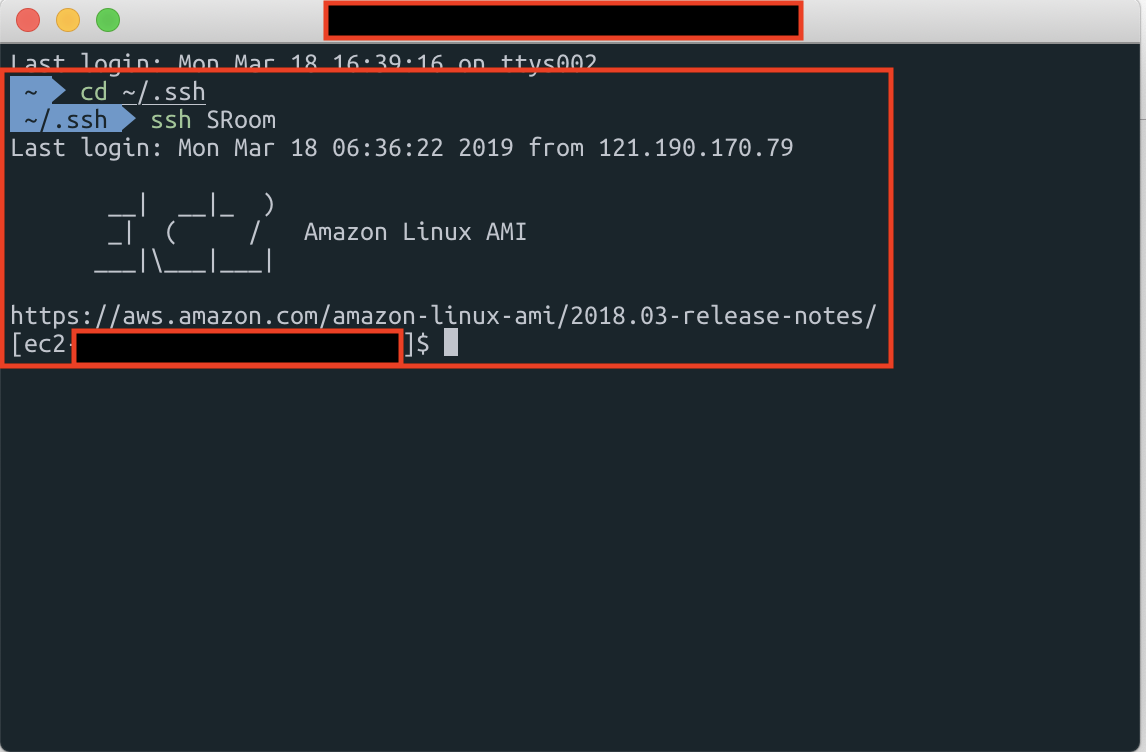 Last login: Mon Mar 18 16:39:16 on ttys002
~ cd ~/.ssh
~/.ssh ssh SRoom
Last login: Mon Mar 18 06:36:22 2019 from 121.190.170.79
       __|  __|_  )
       _|  (     /   Amazon Linux AMI
      ___|\___|___|
https://aws.amazon.com/amazon-linux-ami/2018.03-release-notes/
[ec2- ]$